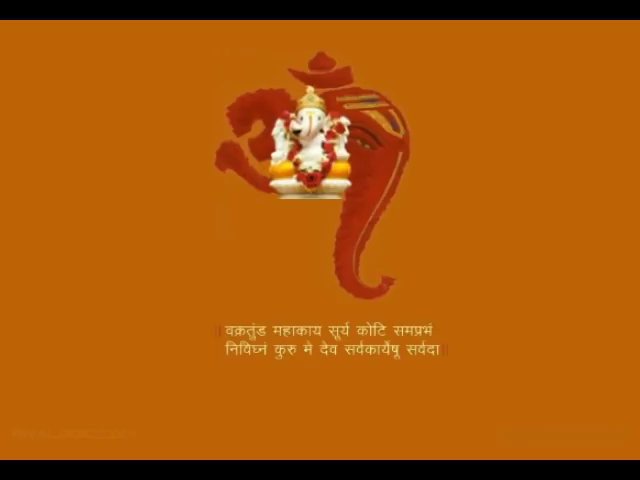 ॥ वक्रतुंड महाकाय सूर्य कोटि समप्रभं
निविघ्नं कुरु मे देव सर्वकार्येषू सर्वदा ॥